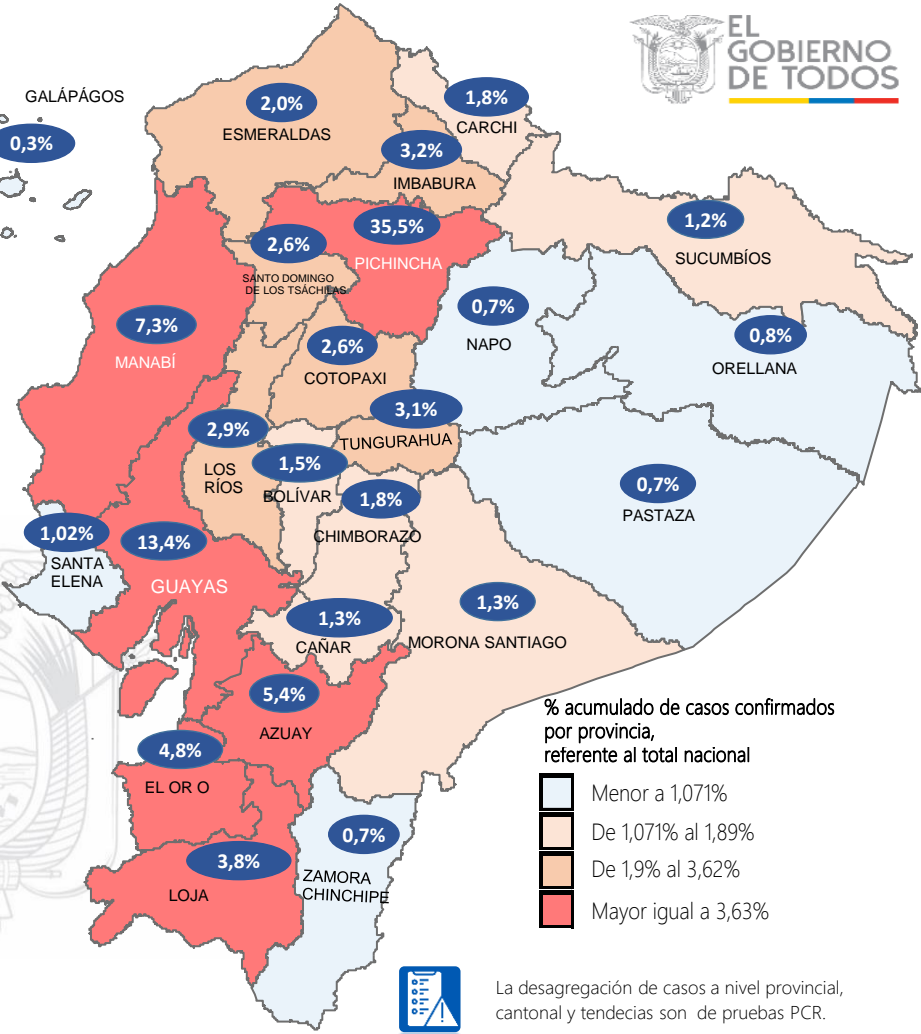 EL
GOBIERNO
DE TODOS
GALÁPÁGOS
0,3%
2,0%
ESMERALDAS
1,8%
CARCHI
3,2%
IMBABURA
1,2%
SUCUMBÍOS
35,5%
PICHINCHA
2,6%
SANTO DOMINGO
DE LOS TSÁCHILAS
7,3%
MANABÍ
0,7%
NAPO
0,8%
ORELLANA
2,6%
COTOPAXI
3,1%
TUNGURAHUA
2,9%
LOS
RÍOS
1,5%
BOLÍVAR
1,8%
CHIMBORAZO
0,7%
PASTAZA
1,02%
SANTA
ELENA
13,4%
GUAYAS
1,3%
CAÑAR
1,3%
MORONA SANTIAGO
5,4%
AZUAY
4,8%
EL OR O
3,8%
LOJA
0,7%
ZAMORA
CHINCHIPE
% acumulado de casos confirmados
por provincia,
referente al total nacional
Menor a 1,071%
De 1,071% al 1,89%
De 1,9% al 3,62%
Mayor igual a 3,63%
La desagregación de casos a nivel provincial,
cantonal y tendecias son de pruebas PCR.